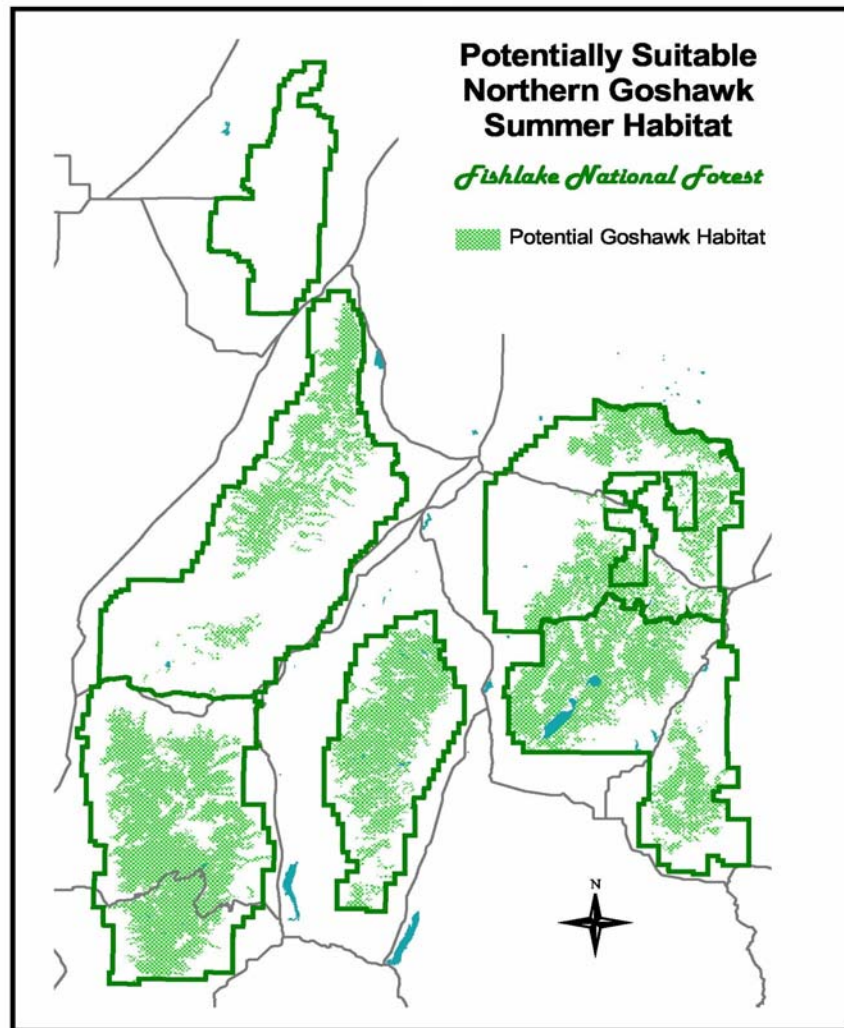 Potentially Suitable
Northern Goshawk
Summer Habitat
Fishlake National Forest
Potential Goshawk Habitat
N